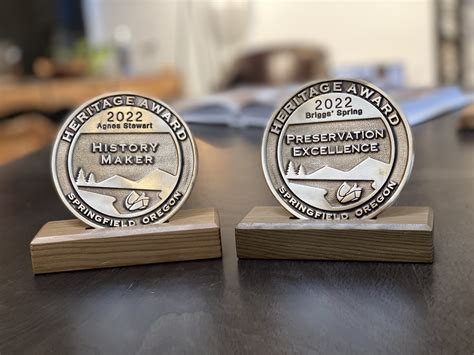 HERITAGE AWARD
2022
Agnes Stewart
HISTORY
MAKER
SPRINGFIELD, OREGON
HERITAGE AWARD
2022
Briggs' Spring
PRESERVATION
EXCELLENCE
SPRINGFIELD, OREGON